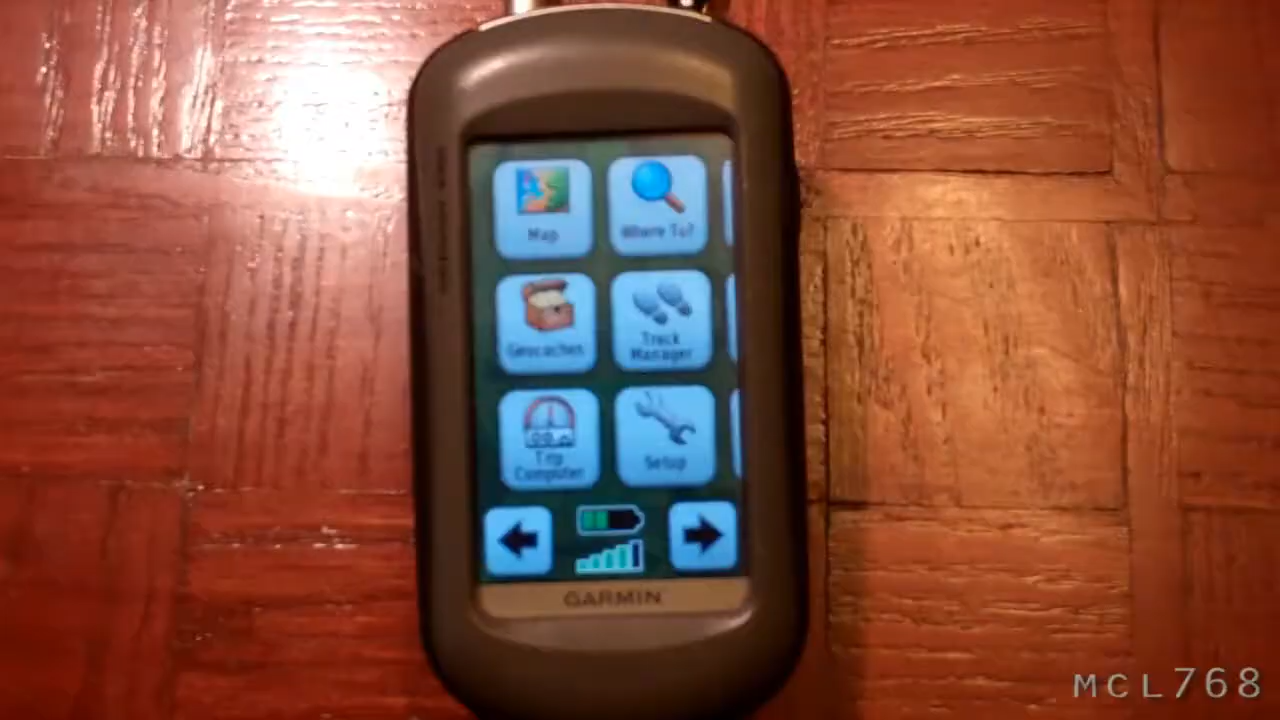 Map
Where To?
Geocaches
Track
Manager
Trip
Computer
Setup
GARMIN
MCL768